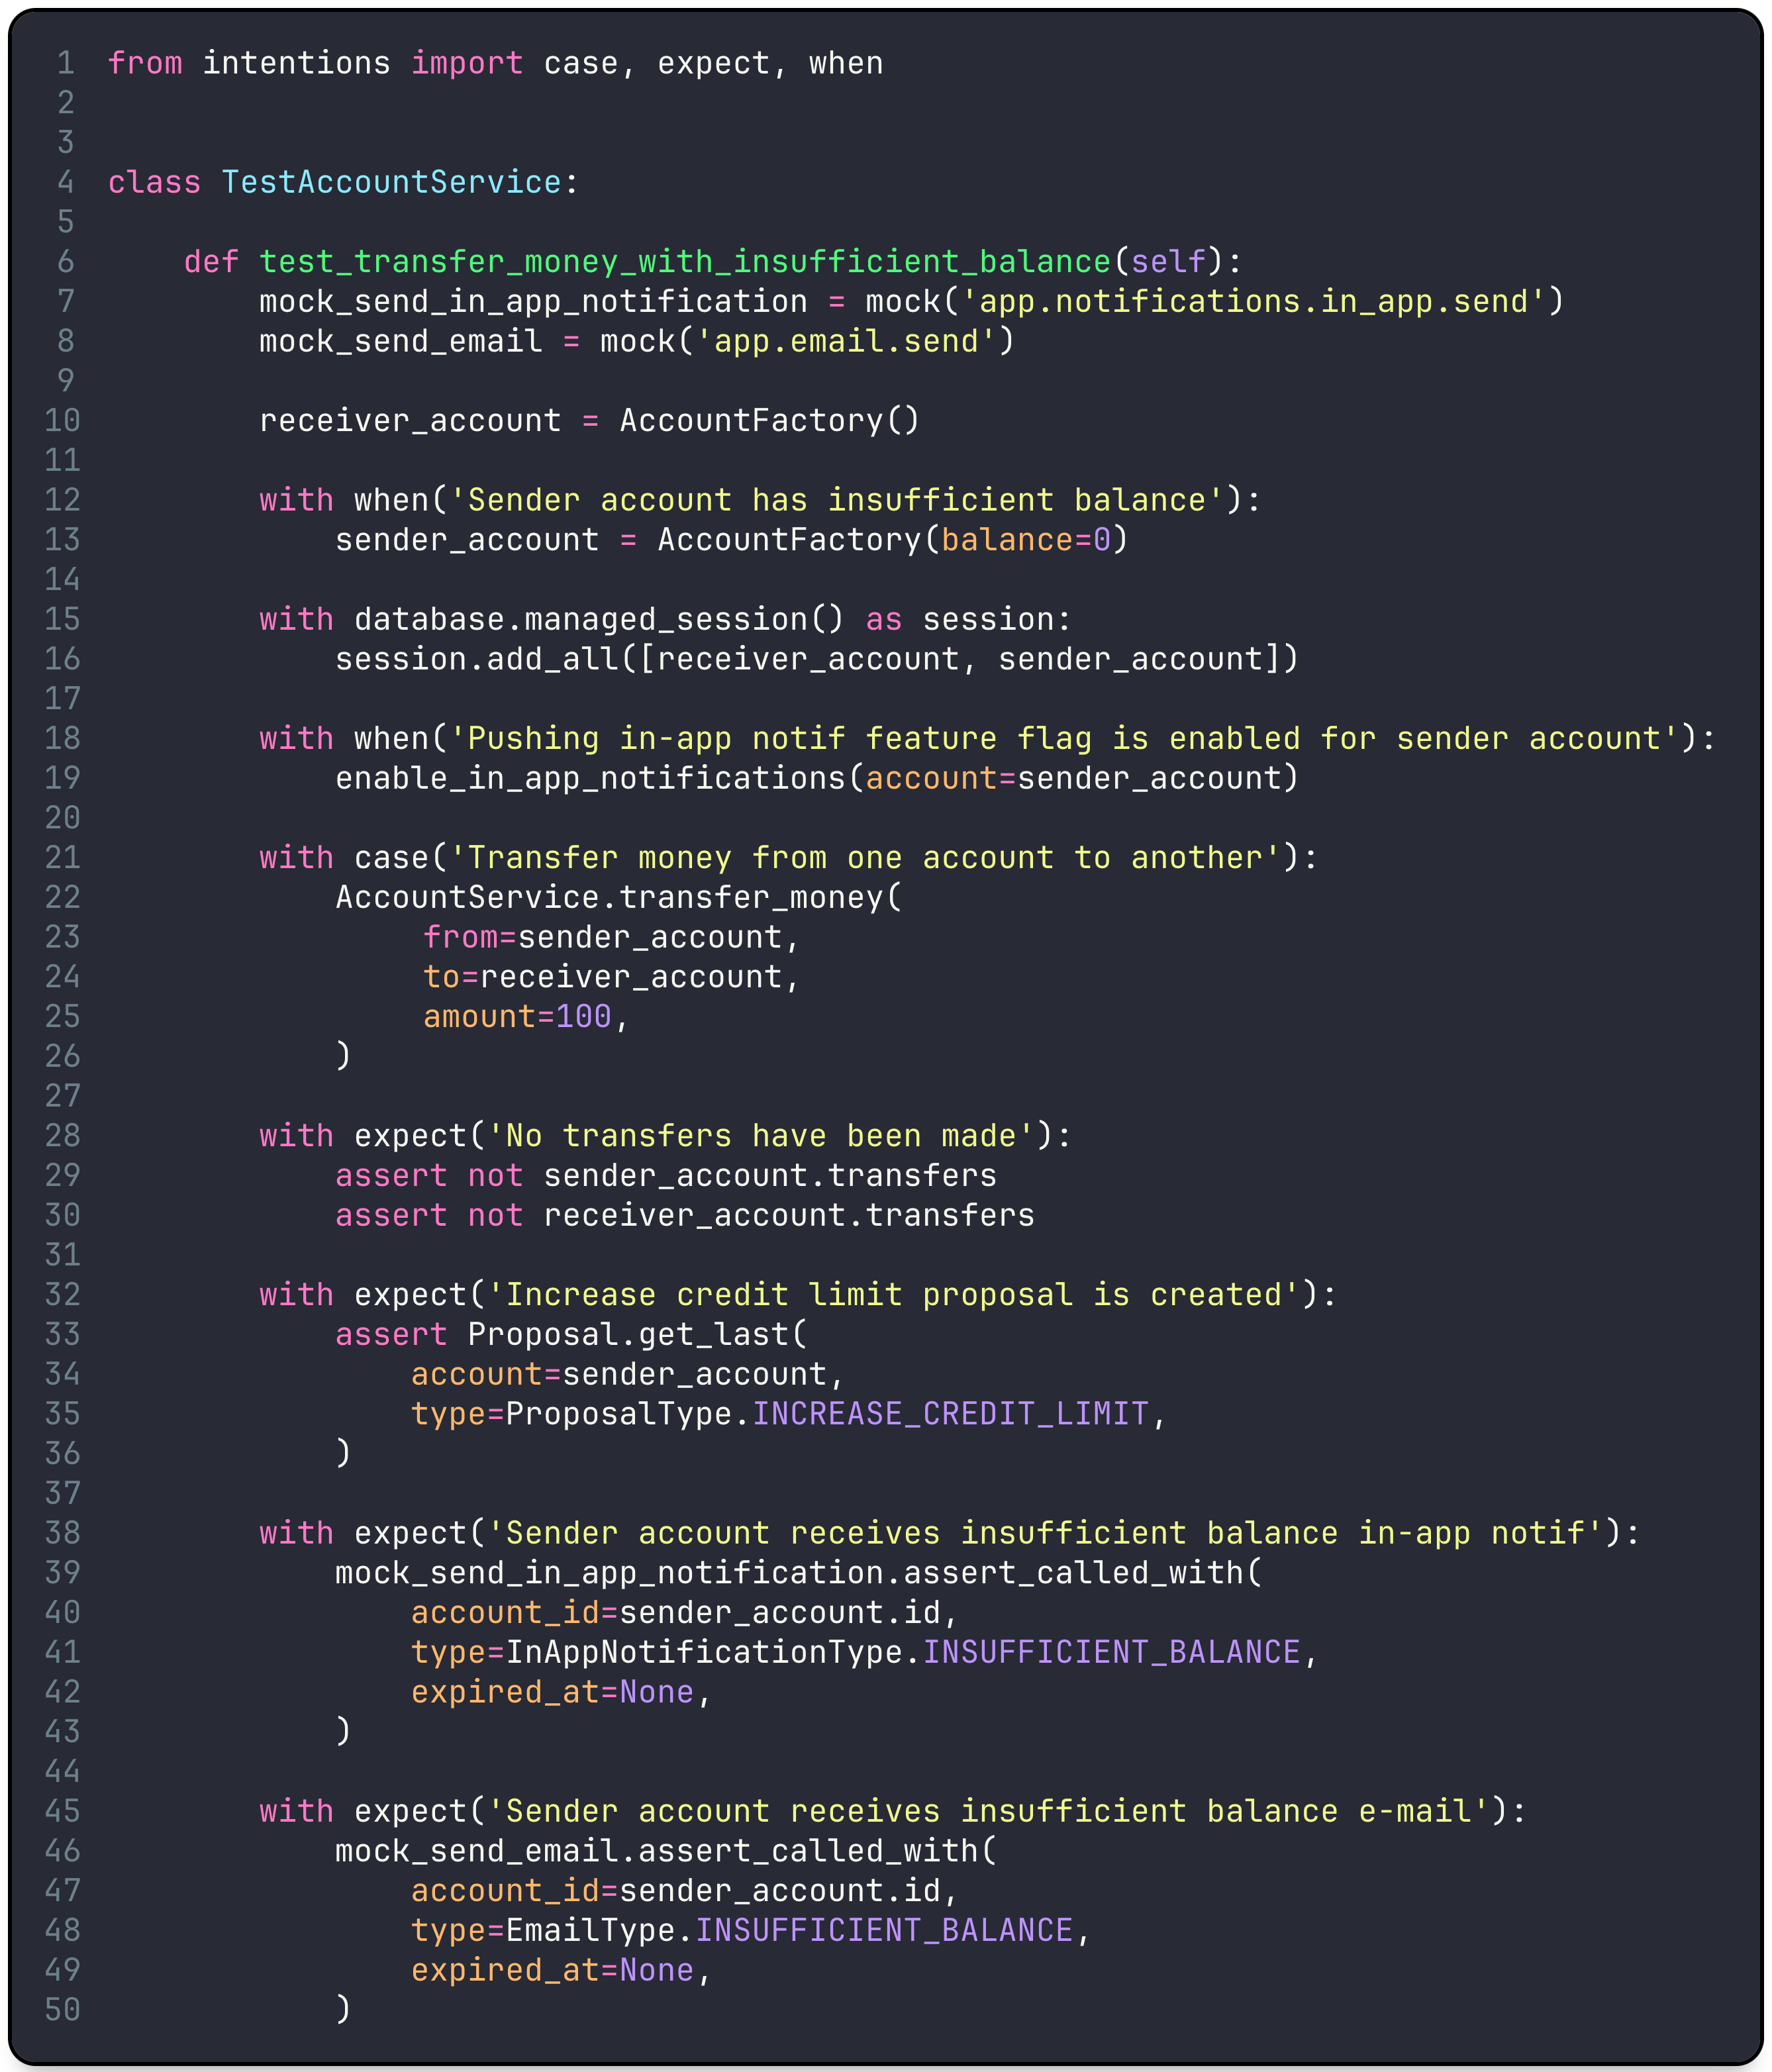 1 from intentions import case, expect, when
2
3
4 class TestAccountService:
5
6     def test_transfer_money_with_insufficient_balance(self):
7         mock_send_in_app_notification = mock('app.notifications.in_app.send')
8         mock_send_email = mock('app.email.send')
9
10         receiver_account = AccountFactory()
11
12         with when('Sender account has insufficient balance'):
13             sender_account = AccountFactory(balance=0)
14
15         with database.managed_session() as session:
16             session.add_all([receiver_account, sender_account])
17
18         with when('Pushing in-app notif feature flag is enabled for sender account'):
19             enable_in_app_notifications(account=sender_account)
20
21         with case('Transfer money from one account to another'):
22             AccountService.transfer_money(
23                 from=sender_account,
24                 to=receiver_account,
25                 amount=100,
26             )
27
28         with expect('No transfers have been made'):
29             assert not sender_account.transfers
30             assert not receiver_account.transfers
31
32         with expect('Increase credit limit proposal is created'):
33             assert Proposal.get_last(
34                 account=sender_account,
35                 type=ProposalType.INCREASE_CREDIT_LIMIT,
36             )
37
38         with expect('Sender account receives insufficient balance in-app notif'):
39             mock_send_in_app_notification.assert_called_with(
40                 account_id=sender_account.id,
41                 type=InAppNotificationType.INSUFFICIENT_BALANCE,
42                 expired_at=None,
43             )
44
45         with expect('Sender account receives insufficient balance e-mail'):
46             mock_send_email.assert_called_with(
47                 account_id=sender_account.id,
48                 type=EmailType.INSUFFICIENT_BALANCE,
49                 expired_at=None,
50             )